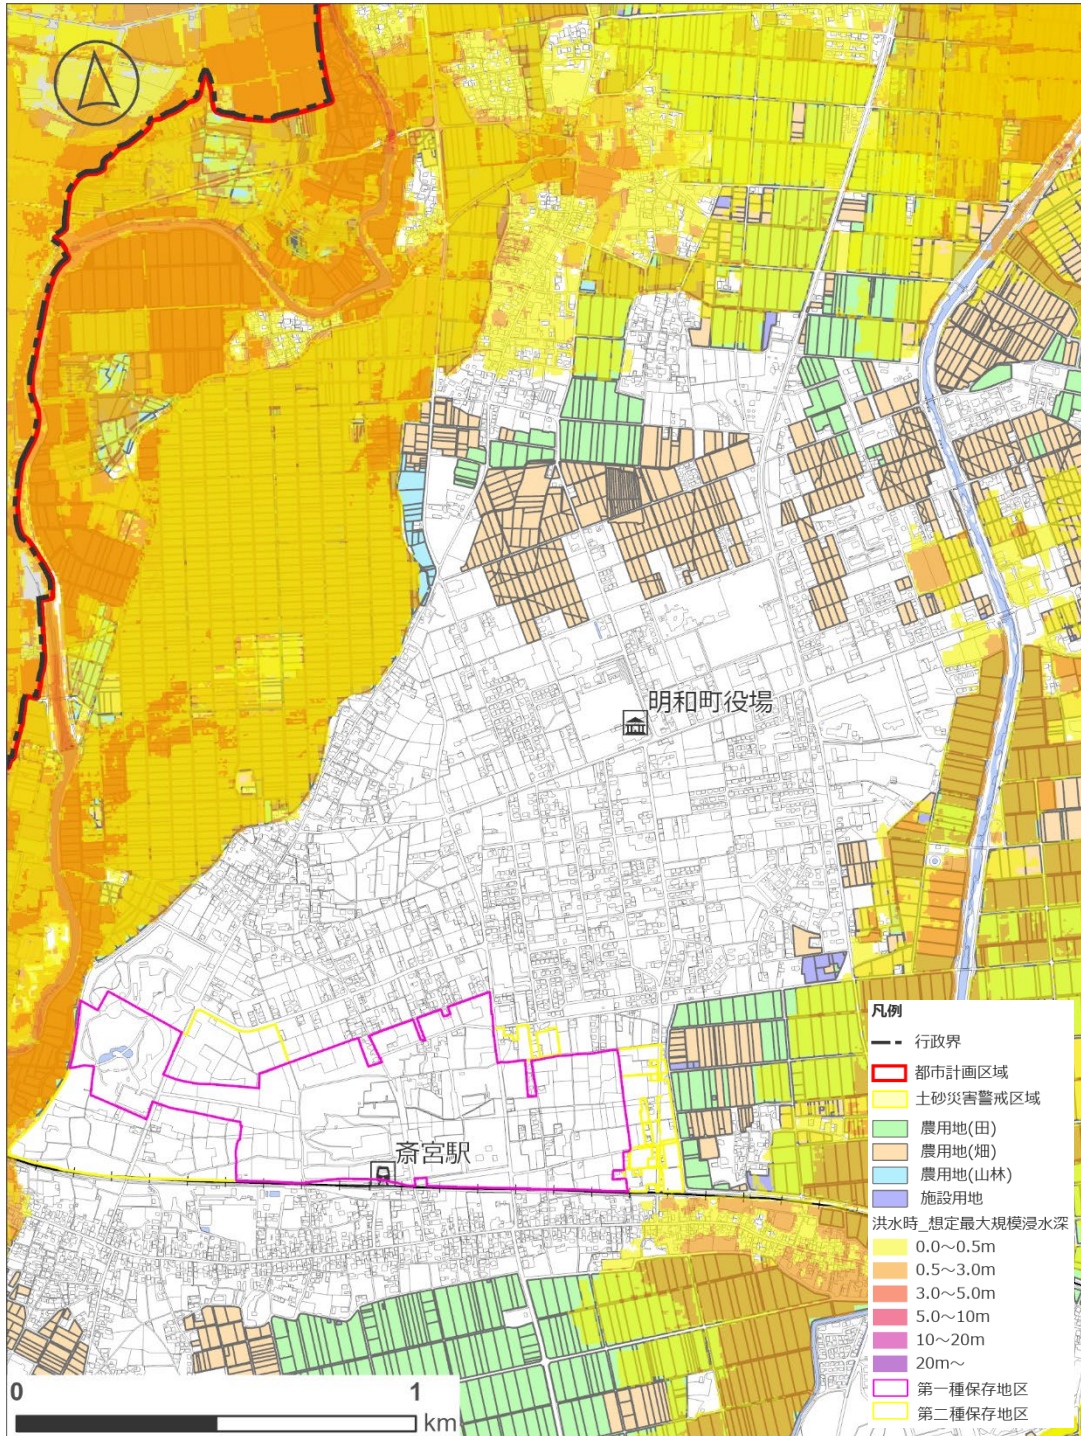 明和町役場
斎宮駅
凡例
行政界
都市計画区域
土砂災害警戒区域
農用地(田)
農用地(畑)
農用地(山林)
施設用地
洪水時_想定最大規模浸水深
0.0～0.5m
0.5～3.0m
3.0～5.0m
5.0～10m
10～20m
20m～
第一種保存地区
第二種保存地区
0 1
km